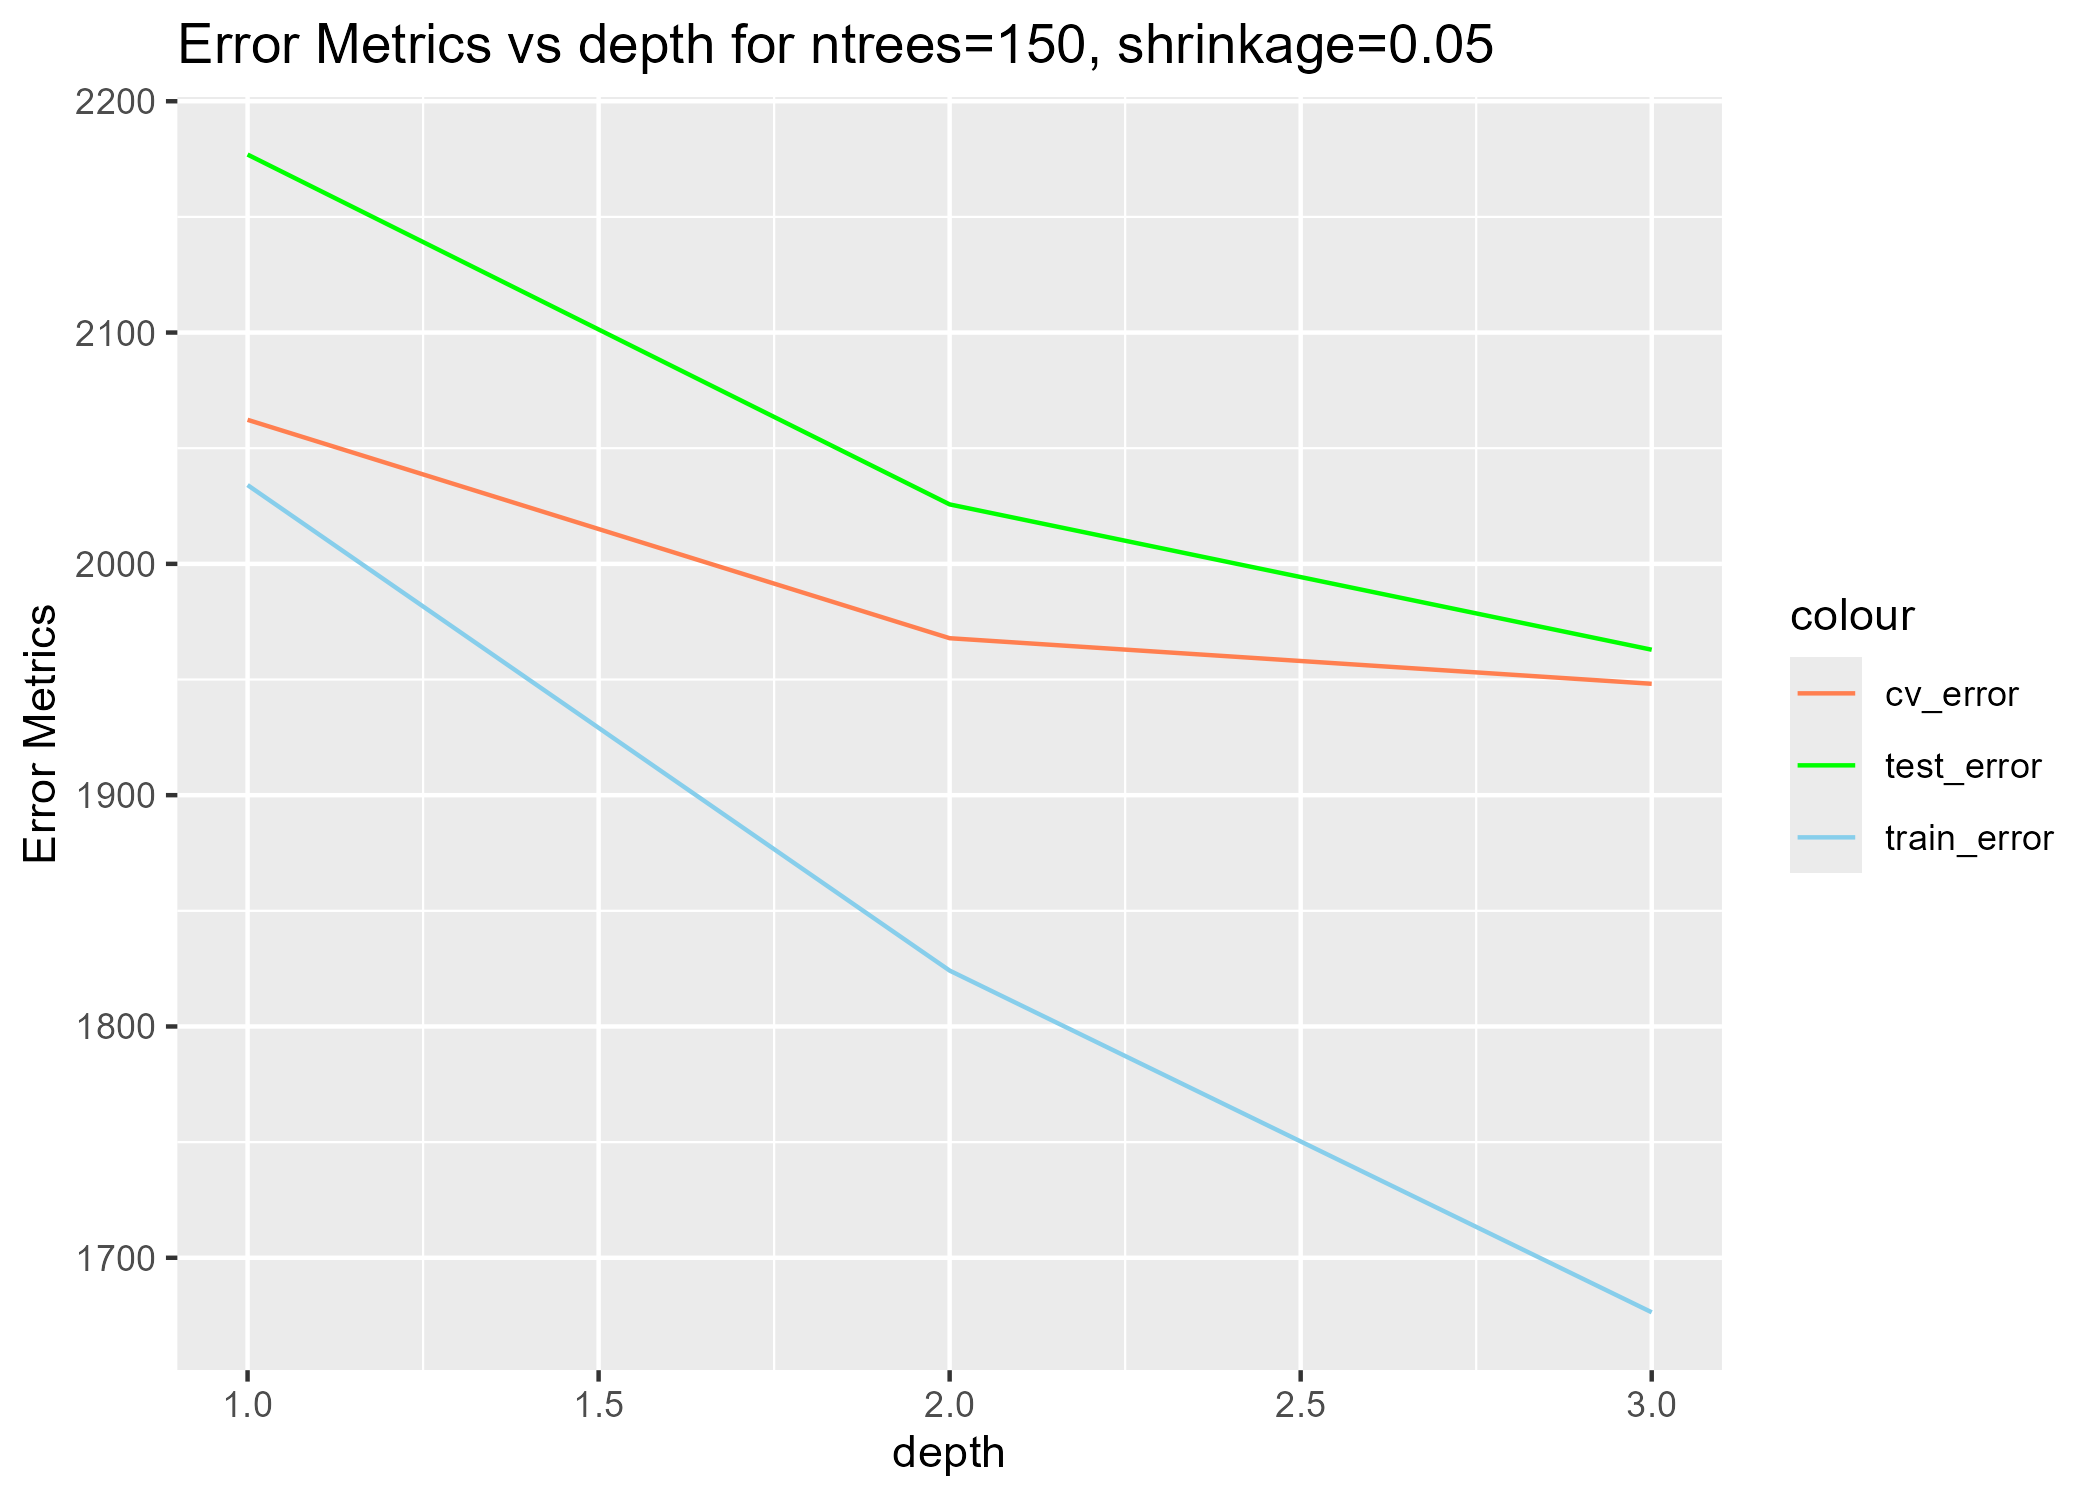 Error Metrics vs depth for ntrees=150, shrinkage=0.05
2200
2100
2000
1900
1800
1700
Error Metrics
1.0 1.5 2.0 2.5 3.0
depth
colour
cv_error
test_error
train_error